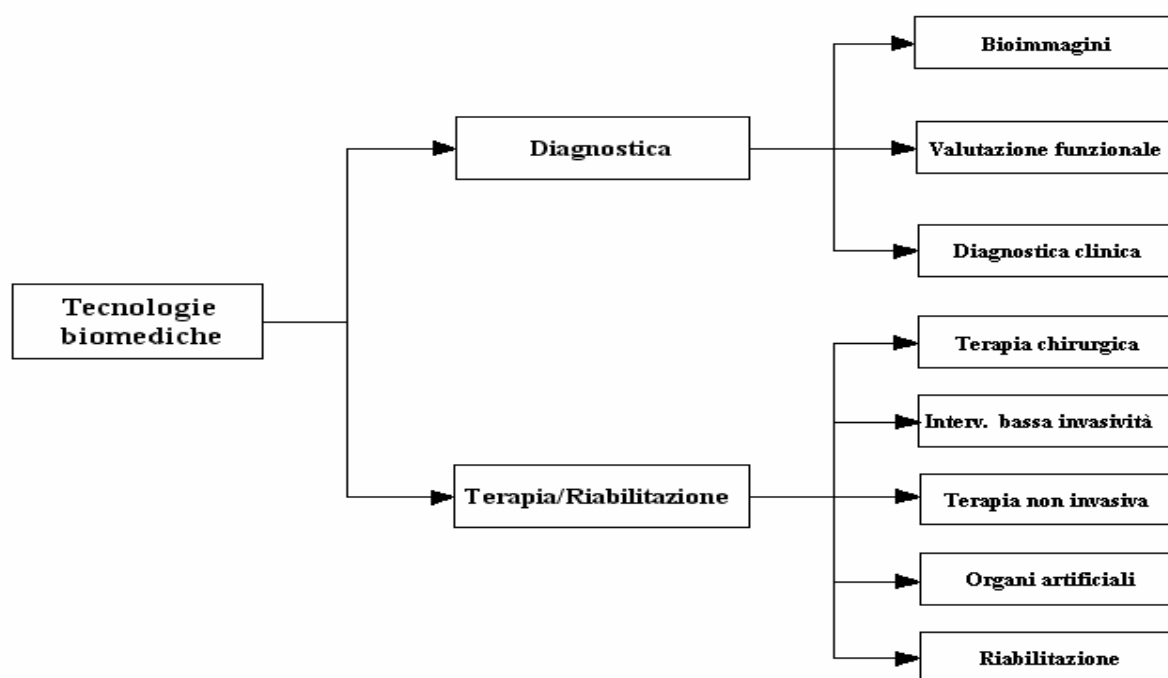 Bioimmagini
Diagnostica
Valutazione funzionale
Diagnostica clinica
Tecnologie
biomediche
Terapia chirurgica
Interv. bassa invasività
Terapia/Riabilitazione
Terapia non invasiva
Organi artificiali
Riabilitazione